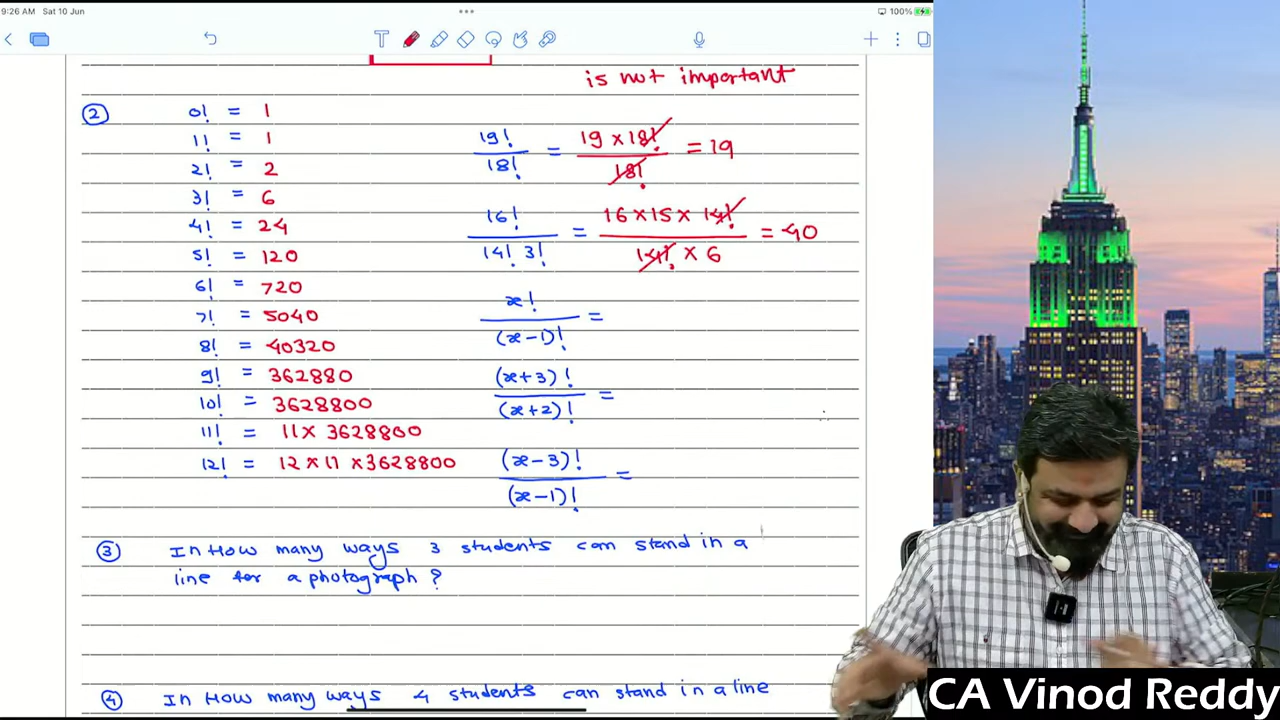 9:26 AM Sat 10 Jun
100%
T
is not important
② 0! = 1
1! = 1
2! = 2
3! = 6
4! = 24
5! = 120
6! = 720
7! = 5040
8! = 40320
9! = 362880
10! = 3628800
11! = 11 × 3628800
12! = 12 × 11 × 3628800
19! / 18! = 19 × 18! / 18! = 19
16! / 14! 3! = 16 × 15 × 14! / 14! × 6 = 40
x! / (x-1)! =
(x+3)! / (x+2)! =
(x-3)! / (x-1)! =
③ In How many ways 3 students can stand in a
line for a photograph ?
④ In How many ways 4 students can stand in a line
CA Vinod Reddy